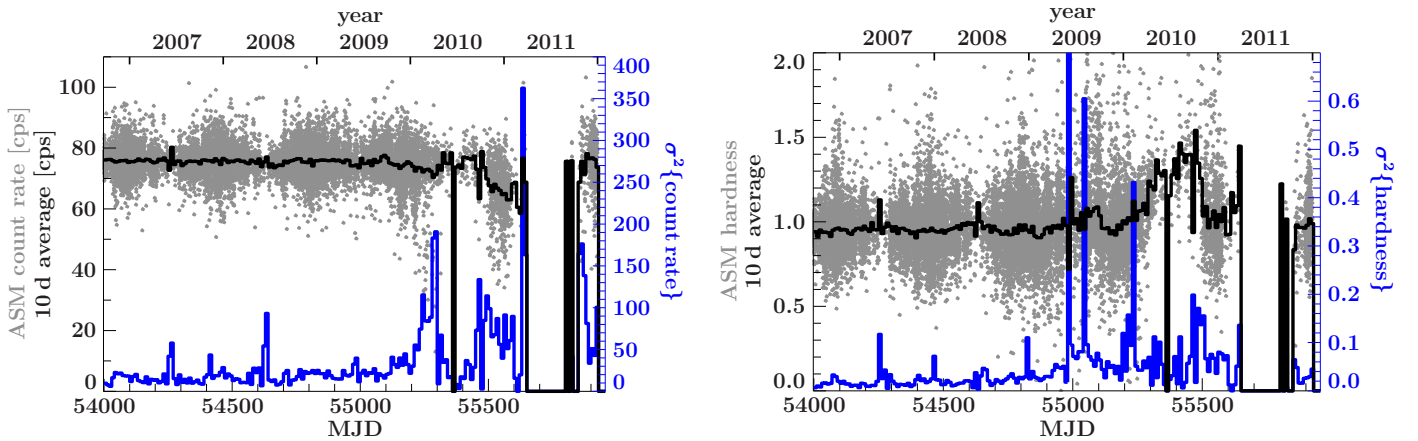 year
2007 2008 2009 2010 2011
ASM count rate [cps]
10 d average [cps]
100
80
60
40
20
0
400
350
300
250
200
150
100
50
0
σ²{count rate}
54000 54500 55000 55500
MJD
year
2007 2008 2009 2010 2011
ASM hardness
10 d average
2.0
1.5
1.0
0.5
0.0
0.6
0.5
0.4
0.3
0.2
0.1
0.0
σ²{hardness}
54000 54500 55000 55500
MJD